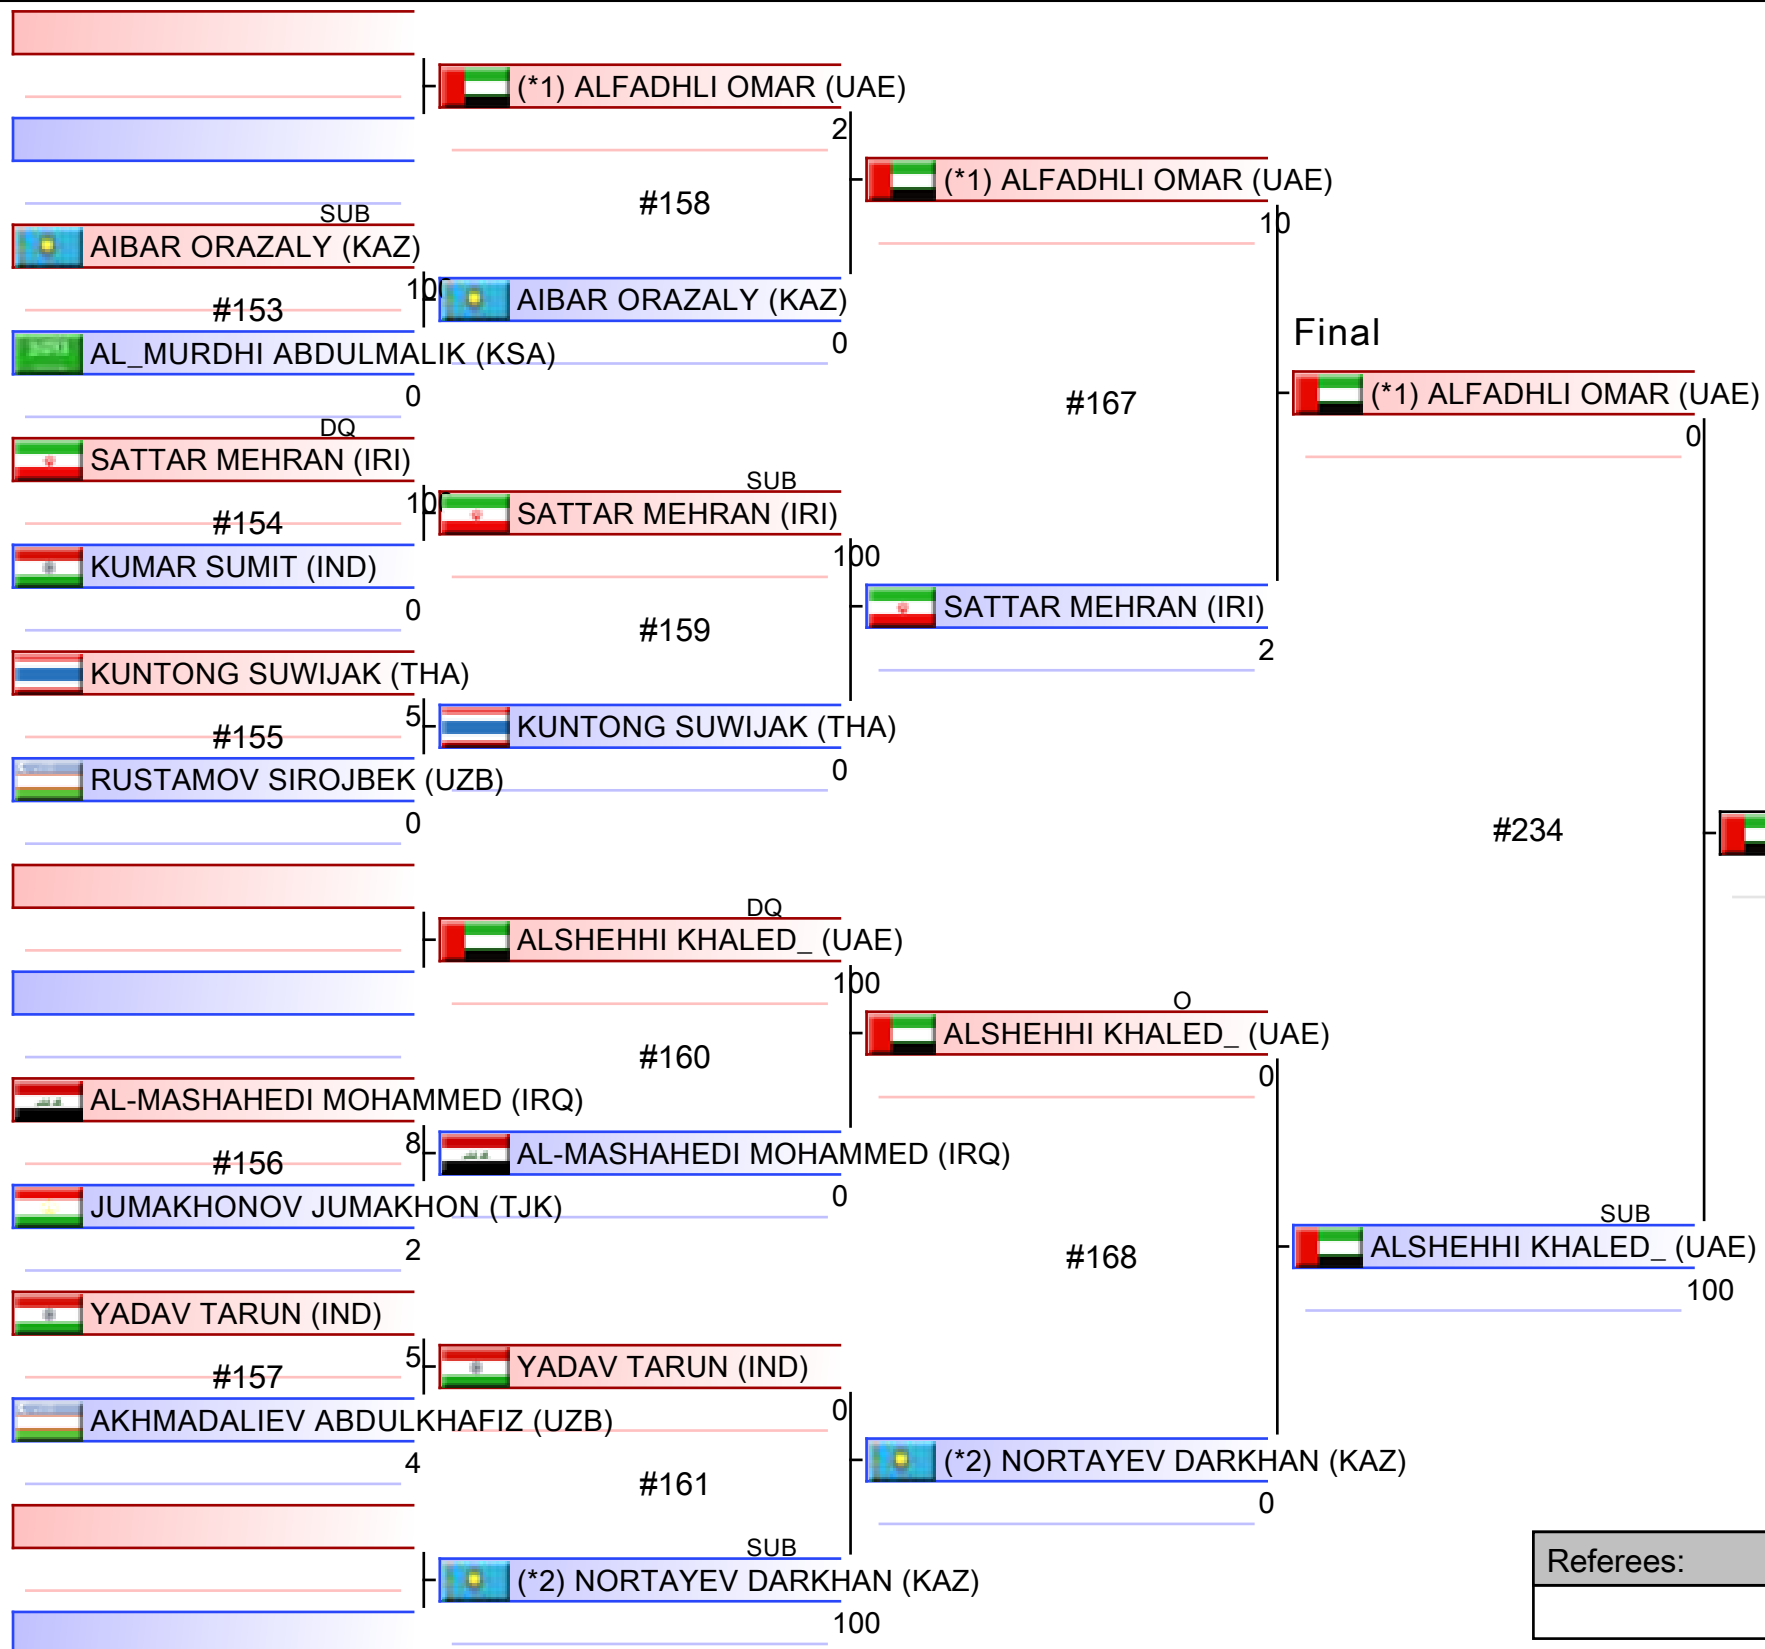 (*1) ALFADHLI OMAR (UAE)
2
#158
SUB
AIBAR ORAZALY (KAZ)
100
#153
AL_MURDHI ABDULMALIK (KSA)
0
AIBAR ORAZALY (KAZ)
0
(*1) ALFADHLI OMAR (UAE)
10
#167
DQ
SATTAR MEHRAN (IRI)
100
#154
KUMAR SUMIT (IND)
0
SUB
SATTAR MEHRAN (IRI)
100
#159
KUNTONG SUWIJAK (THA)
5
#155
RUSTAMOV SIROJBEK (UZB)
0
KUNTONG SUWIJAK (THA)
0
SATTAR MEHRAN (IRI)
2
Final
(*1) ALFADHLI OMAR (UAE)
0
#234
DQ
ALSHEHHI KHALED_ (UAE)
100
#160
AL-MASHAHEDI MOHAMMED (IRQ)
8
#156
JUMAKHONOV JUMAKHON (TJK)
2
AL-MASHAHEDI MOHAMMED (IRQ)
0
O
ALSHEHHI KHALED_ (UAE)
0
#168
YADAV TARUN (IND)
5
#157
AKHMADALIEV ABDULKHAFIZ (UZB)
4
YADAV TARUN (IND)
0
#161
SUB
(*2) NORTAYEV DARKHAN (KAZ)
100
(*2) NORTAYEV DARKHAN (KAZ)
0
SUB
ALSHEHHI KHALED_ (UAE)
100
Referees: